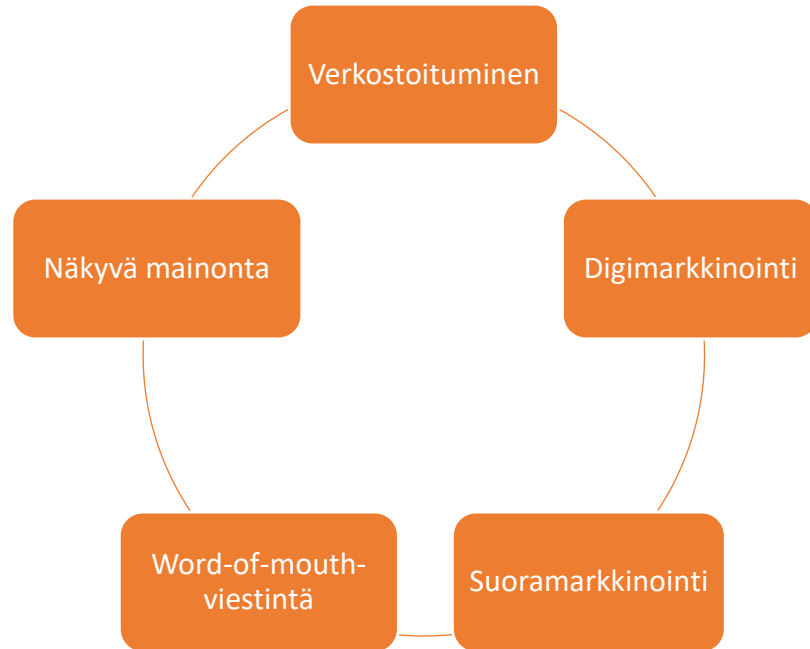 Verkostoituminen
Digimarkkinointi
Suoramarkkinointi
Word-of-mouth-
viestintä
Näkyvä mainonta